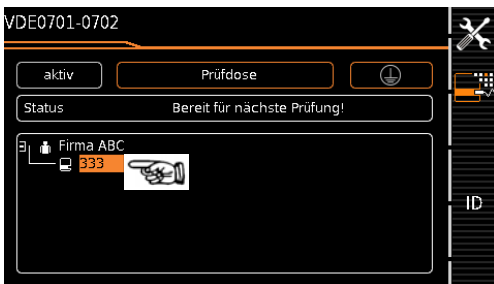 VDE0701-0702
aktiv Prüfdose
Status Bereit für nächste Prüfung!
Firma ABC
333
ID